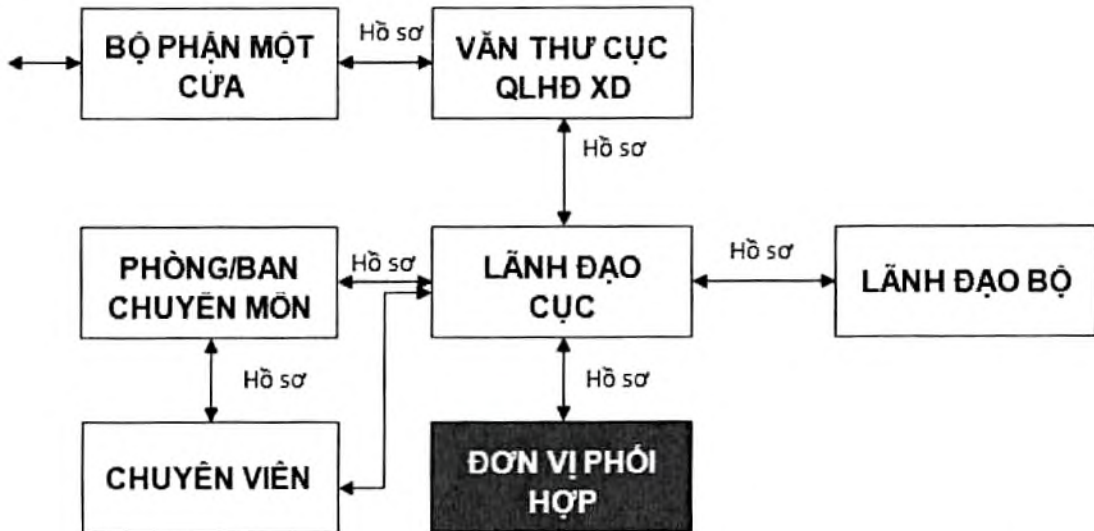 BỘ PHẬN MỘT
CỬA
Hồ sơ
VĂN THƯ CỤC
QLHĐ XD
Hồ sơ
PHÒNG/BAN
CHUYÊN MÔN
Hồ sơ
LÃNH ĐẠO
CỤC
Hồ sơ
LÃNH ĐẠO BỘ
Hồ sơ
Hồ sơ
CHUYÊN VIÊN
ĐƠN VỊ PHỐI
HỢP